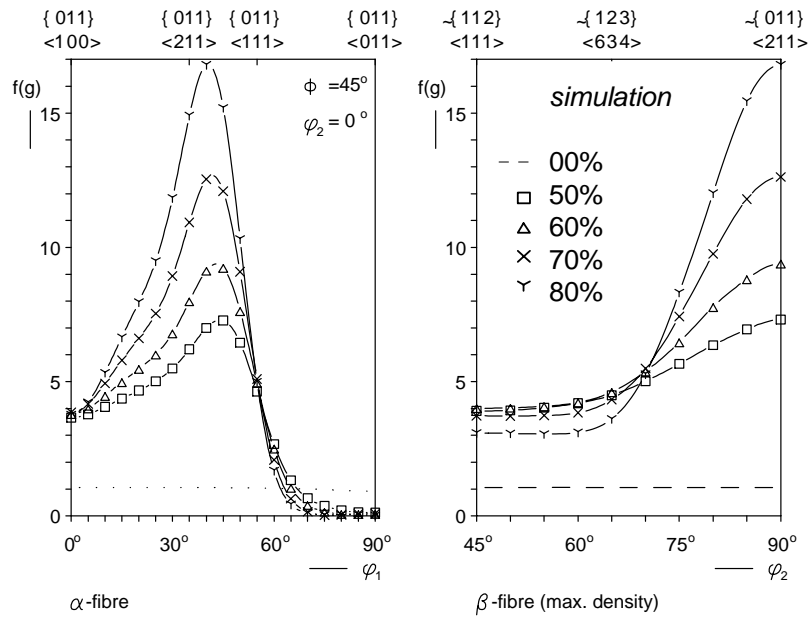 { 011} { 011} { 011} { 011}
<100> <211> <111> <011>
f(g)
15
10
5
0
0° 30° 60° 90°
ϕ =45°
φ2 = 0 °
φ1
α-fibre
~{ 112} ~{ 123} ~{ 011}
<111> <634> <211>
f(g)
simulation
00%
50%
60%
70%
80%
15
10
5
0
45° 60° 75° 90°
φ2
β-fibre (max. density)